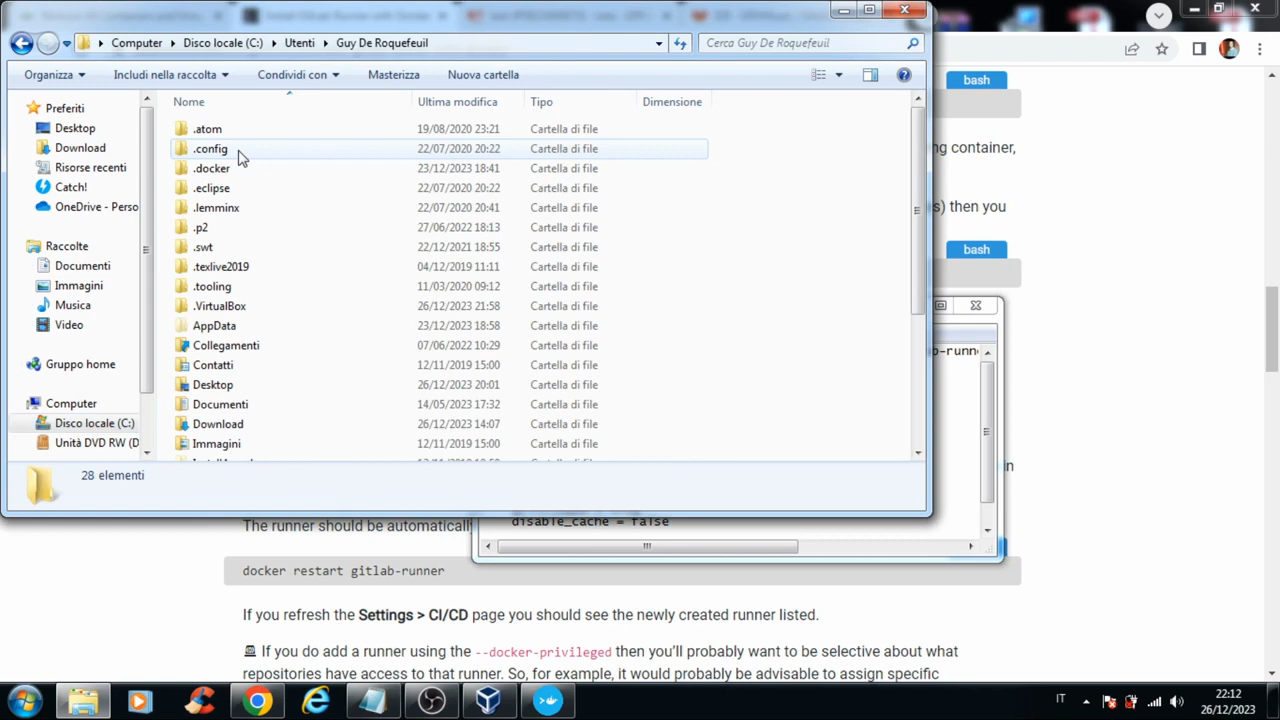 Computer
Disco locale (C:)
Utenti
Guy De Roquefeuil
Cerca Guy De Roquefeuil
Organizza
Includi nella raccolta
Condividi con
Masterizza
Nuova cartella
bash
Nome
Ultima modifica
Tipo
Dimensione
Preferiti
Desktop
Download
Risorse recenti
Catch!
OneDrive - Perso
Raccolte
Documenti
Immagini
Musica
Video
Gruppo home
Computer
Disco locale (C:)
Unità DVD RW (D
.atom 19/08/2020 23:21 Cartella di file
.config 22/07/2020 20:22 Cartella di file
.docker 23/12/2023 18:41 Cartella di file
.eclipse 22/07/2020 20:22 Cartella di file
.lemminx 22/07/2020 20:41 Cartella di file
.p2 27/06/2022 18:13 Cartella di file
.swt 22/12/2021 18:55 Cartella di file
.texlive2019 04/12/2019 11:11 Cartella di file
.tooling 11/03/2020 09:12 Cartella di file
.VirtualBox 26/12/2023 21:58 Cartella di file
AppData 23/12/2023 18:58 Cartella di file
Collegamenti 07/06/2022 10:29 Cartella di file
Contatti 12/11/2019 15:00 Cartella di file
Desktop 26/12/2023 20:01 Cartella di file
Documenti 14/05/2023 17:32 Cartella di file
Download 26/12/2023 14:07 Cartella di file
Immagini 12/11/2019 15:00 Cartella di file
28 elementi
ng container,
s) then you
bash
b-runn
in
The runner should be automaticall
disable_cache = false
docker restart gitlab-runner
If you refresh the Settings > CI/CD page you should see the newly created runner listed.
If you do add a runner using the --docker-privileged then you'll probably want to be selective about what
repositories have access to that runner. So, for example, it would probably be advisable to assign specific
IT
22:12
26/12/2023